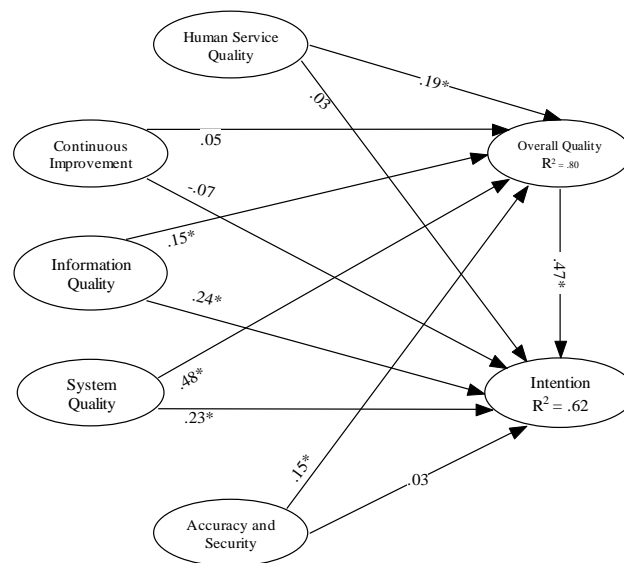 Human Service
Quality
.19*
.03
Continuous
Improvement
.05
Overall Quality
R² = .80
-.07
.15*
Information
Quality
.24*
.47*
System
Quality
.48*
.23*
Intention
R² = .62
.15*
.03
Accuracy and
Security